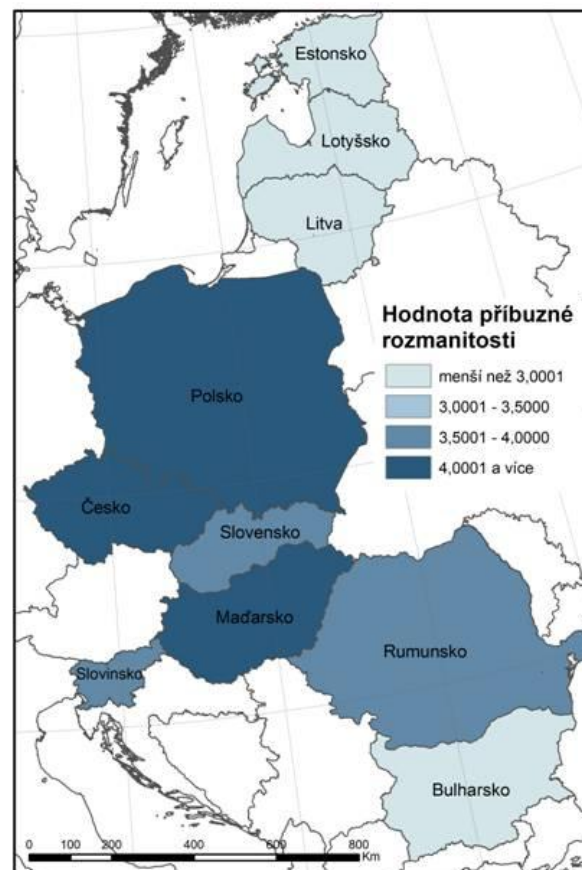 Estonsko
Lotyšsko
Litva
Hodnota příbuzné
rozmanitosti
menší než 3,0001
3,0001 - 3,5000
3,5001 - 4,0000
4,0001 a více
Polsko
Česko
Slovensko
Maďarsko
Rumunsko
Slovinsko
Bulharsko
0 100 200 400 600 800
Km